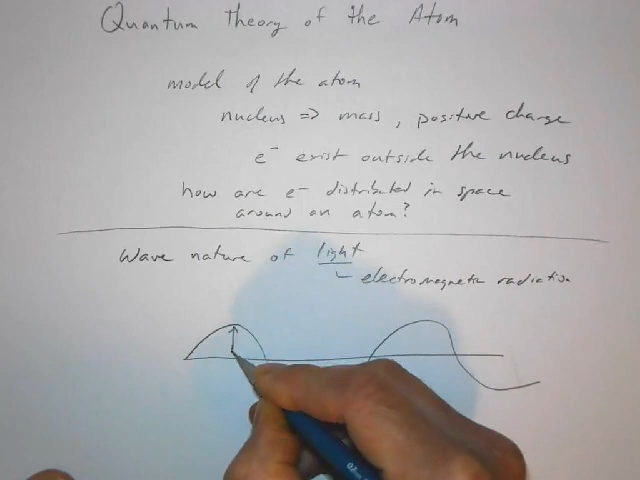 Quantum Theory of the Atom
model of the atom
nucleus => mass, positive charge
e⁻ exist outside the nucleus
how are e⁻ distributed in space
around an atom?
Wave nature of light
electromagnetic radiation